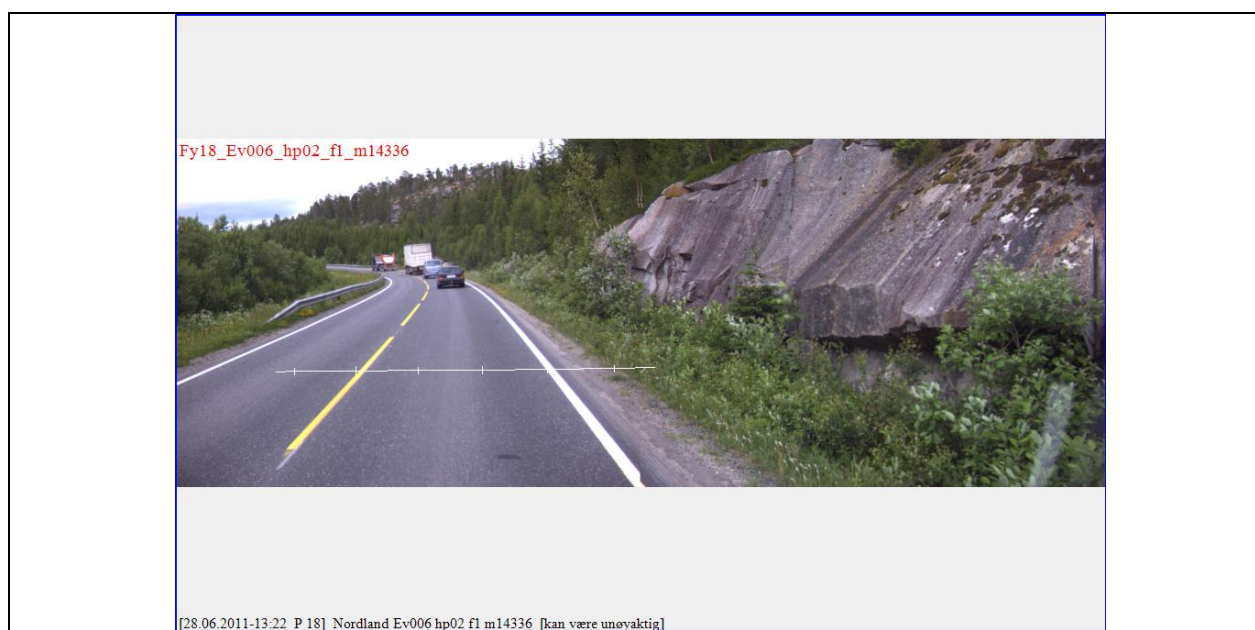 Fy18_Ev006_hp02_f1_m14336
[28.06.2011-13:22 P 18] Nordland Ev006 hp02 f1 m14336 [kan være unøyaktig]